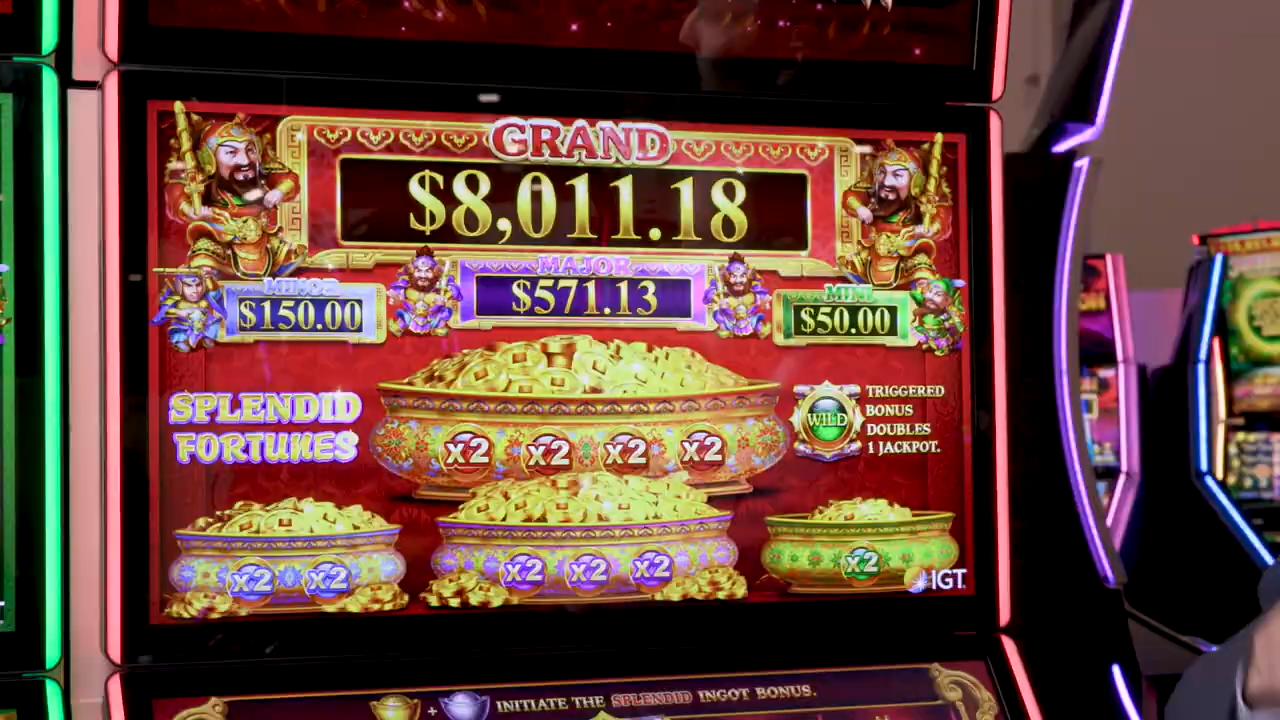 GRAND
$8,011.18
MAJOR
$571.13
MINOR
$150.00
MINI
$50.00
SPLENDID
FORTUNES
WILD
TRIGGERED
BONUS
DOUBLES
1 JACKPOT.
x2 x2 x2 x2
x2 x2
x2 x2 x2
x2
IGT
+ INITIATE THE SPLENDID INGOT BONUS.